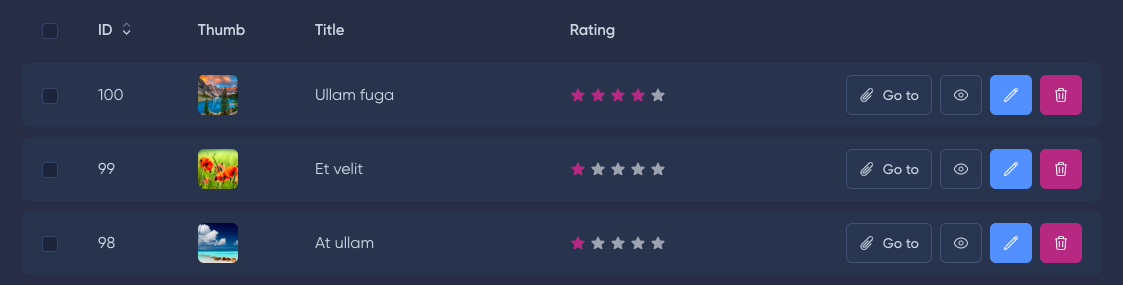 ID Thumb Title Rating
100 Ullam fuga Go to
99 Et velit Go to
98 At ullam Go to